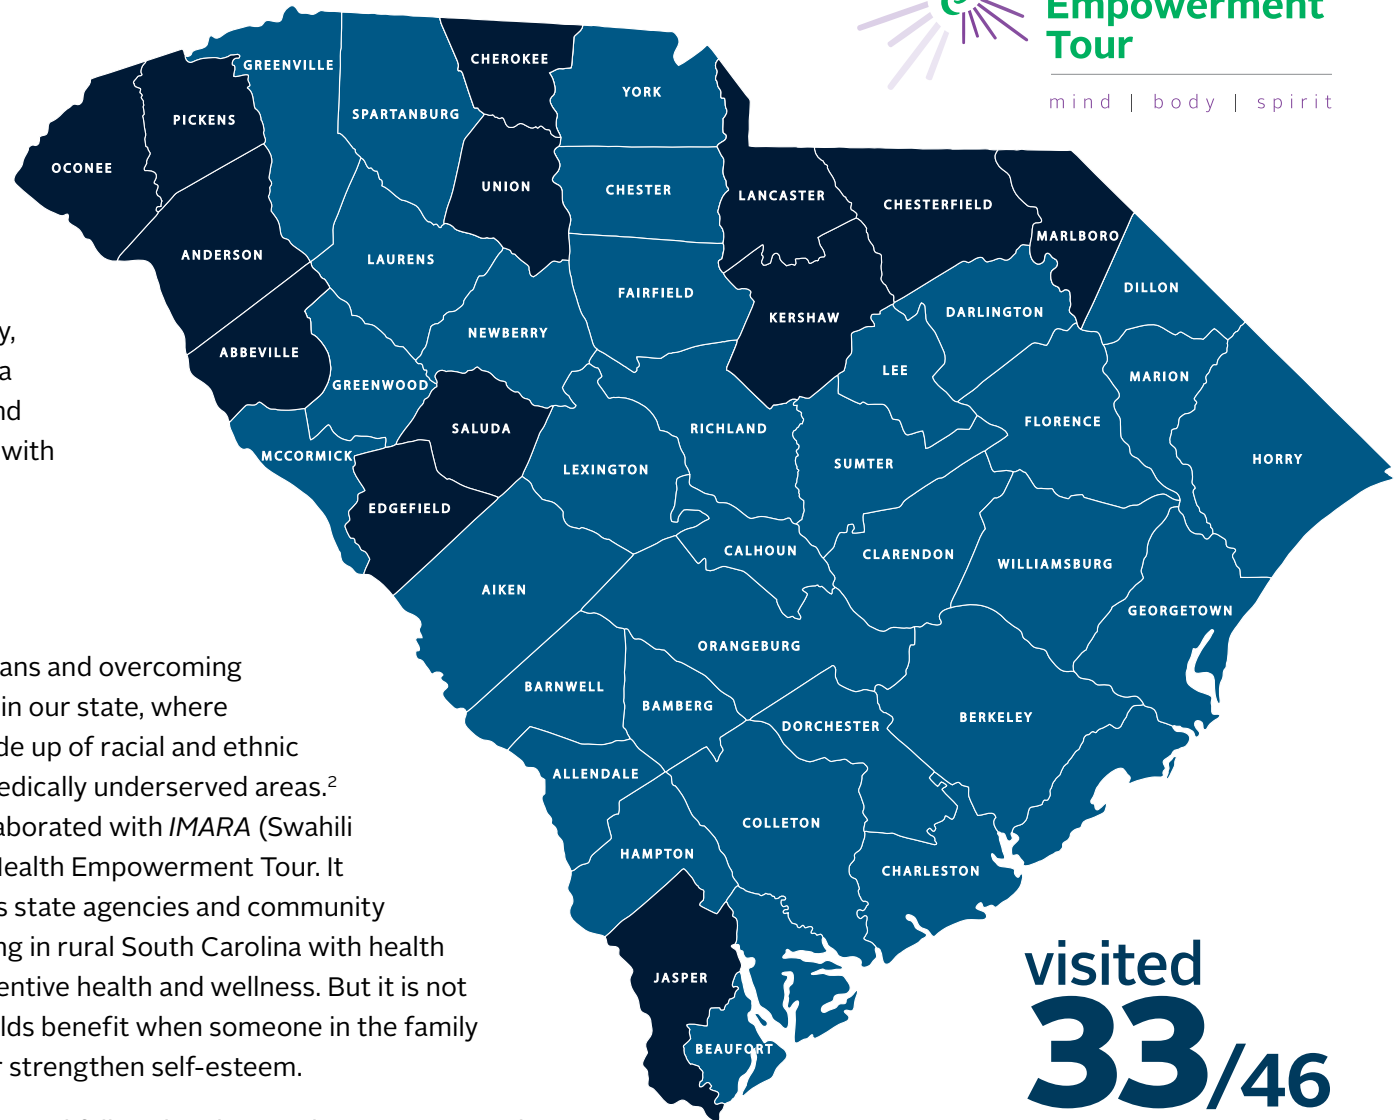 Empowerment
Tour
mind | body | spirit
CHEROKEE
GREENVILLE
YORK
SPARTANBURG
PICKENS
OCONEE
UNION
CHESTER
LANCASTER
CHESTERFIELD
MARLBORO
ANDERSON
LAURENS
DILLON
FAIRFIELD
DARLINGTON
KERSHAW
NEWBERRY
ABBEVILLE
LEE
MARION
GREENWOOD
FLORENCE
SALUDA
RICHLAND
MCCORMICK
HORRY
SUMTER
LEXINGTON
EDGEFIELD
CALHOUN
CLARENDON
WILLIAMSBURG
AIKEN
GEORGETOWN
ORANGEBURG
BARNWELL
BAMBERG
BERKELEY
DORCHESTER
ALLENDALE
COLLETON
HAMPTON
CHARLESTON
JASPER
BEAUFORT
y,
a
nd
with
ans and overcoming
in our state, where
de up of racial and ethnic
edically underserved areas.²
aborated with IMARA (Swahili
Health Empowerment Tour. It
s state agencies and community
ng in rural South Carolina with health
entive health and wellness. But it is not
lds benefit when someone in the family
r strengthen self-esteem.
visited
33/46